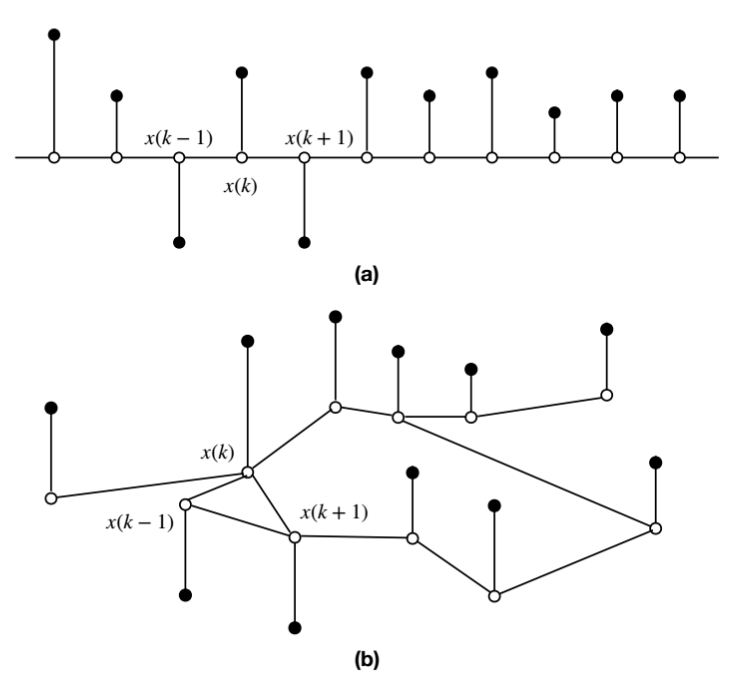 x(k − 1)
x(k + 1)
x(k)
(a)
x(k)
x(k − 1)
x(k + 1)
(b)